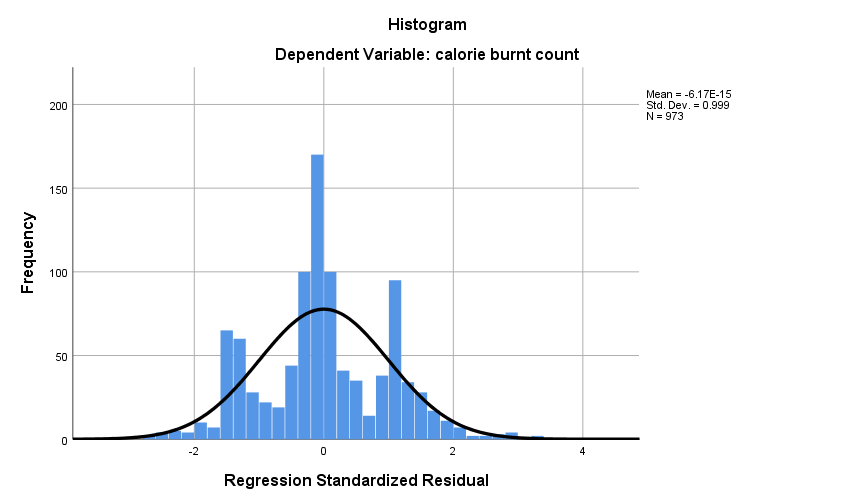 Histogram
Dependent Variable: calorie burnt count
Mean = -6.17E-15
Std. Dev. = 0.999
N = 973
200
150
100
50
0
Frequency
-2
0
2
4
Regression Standardized Residual